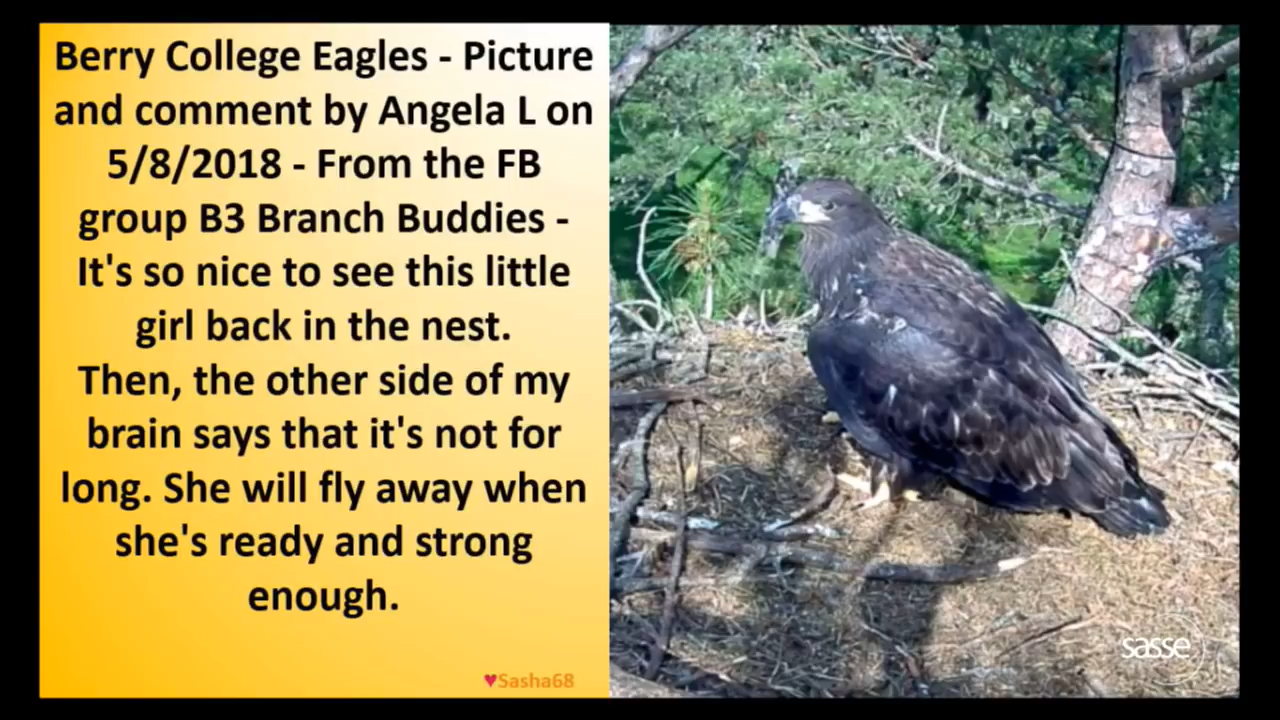 Berry College Eagles - Picture
and comment by Angela L on
5/8/2018 - From the FB
group B3 Branch Buddies -
It's so nice to see this little
girl back in the nest.
Then, the other side of my
brain says that it's not for
long. She will fly away when
she's ready and strong
enough.
♥Sasha68
sasse